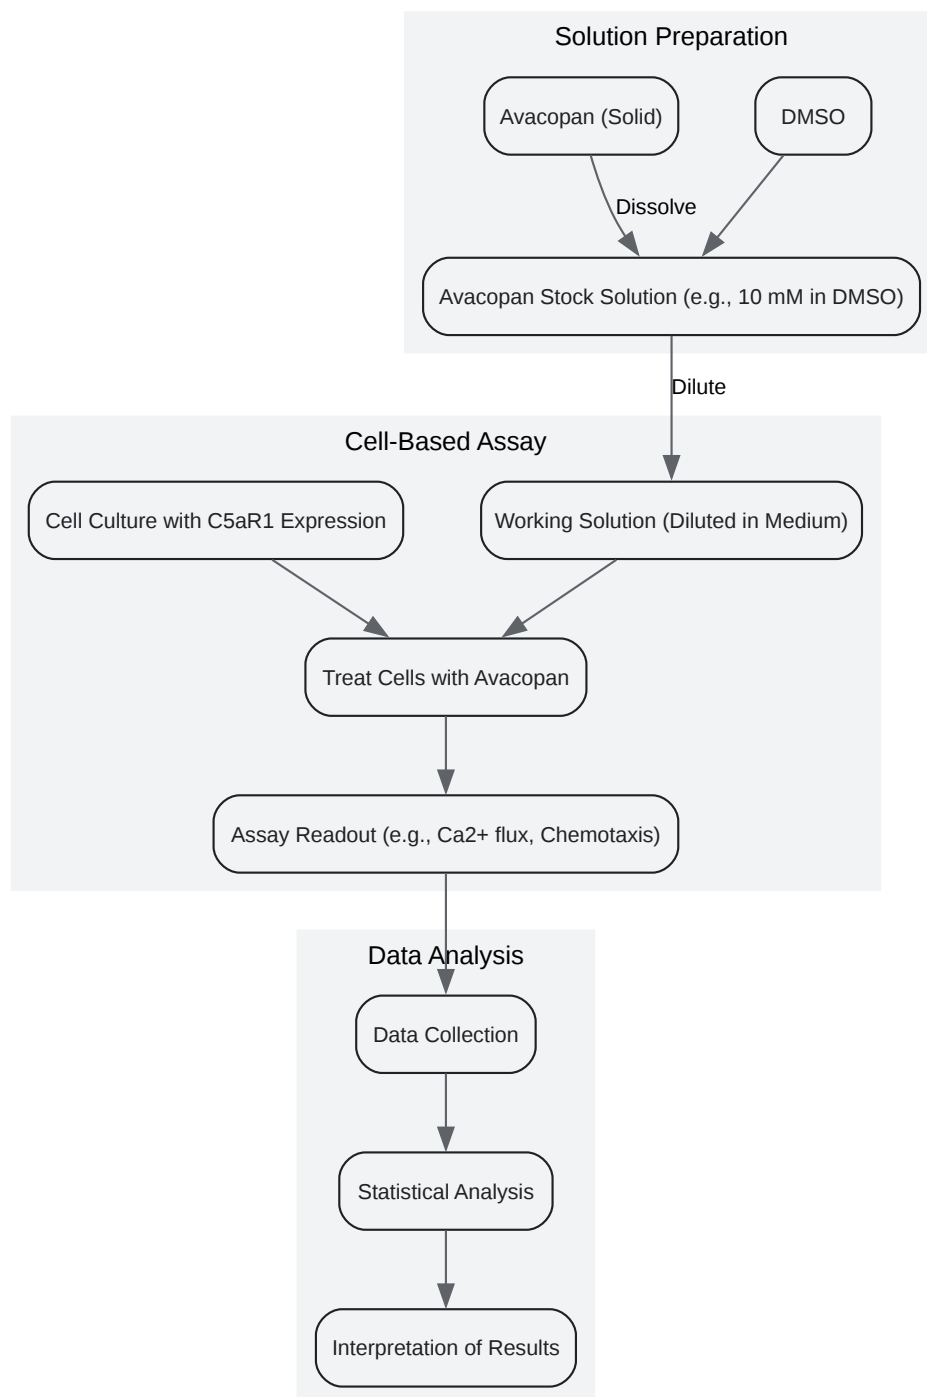 Solution Preparation
Avacopan (Solid)
DMSO
Dissolve
Avacopan Stock Solution (e.g., 10 mM in DMSO)
Dilute
Cell-Based Assay
Cell Culture with C5aR1 Expression
Working Solution (Diluted in Medium)
Treat Cells with Avacopan
Assay Readout (e.g., Ca2+ flux, Chemotaxis)
Data Analysis
Data Collection
Statistical Analysis
Interpretation of Results